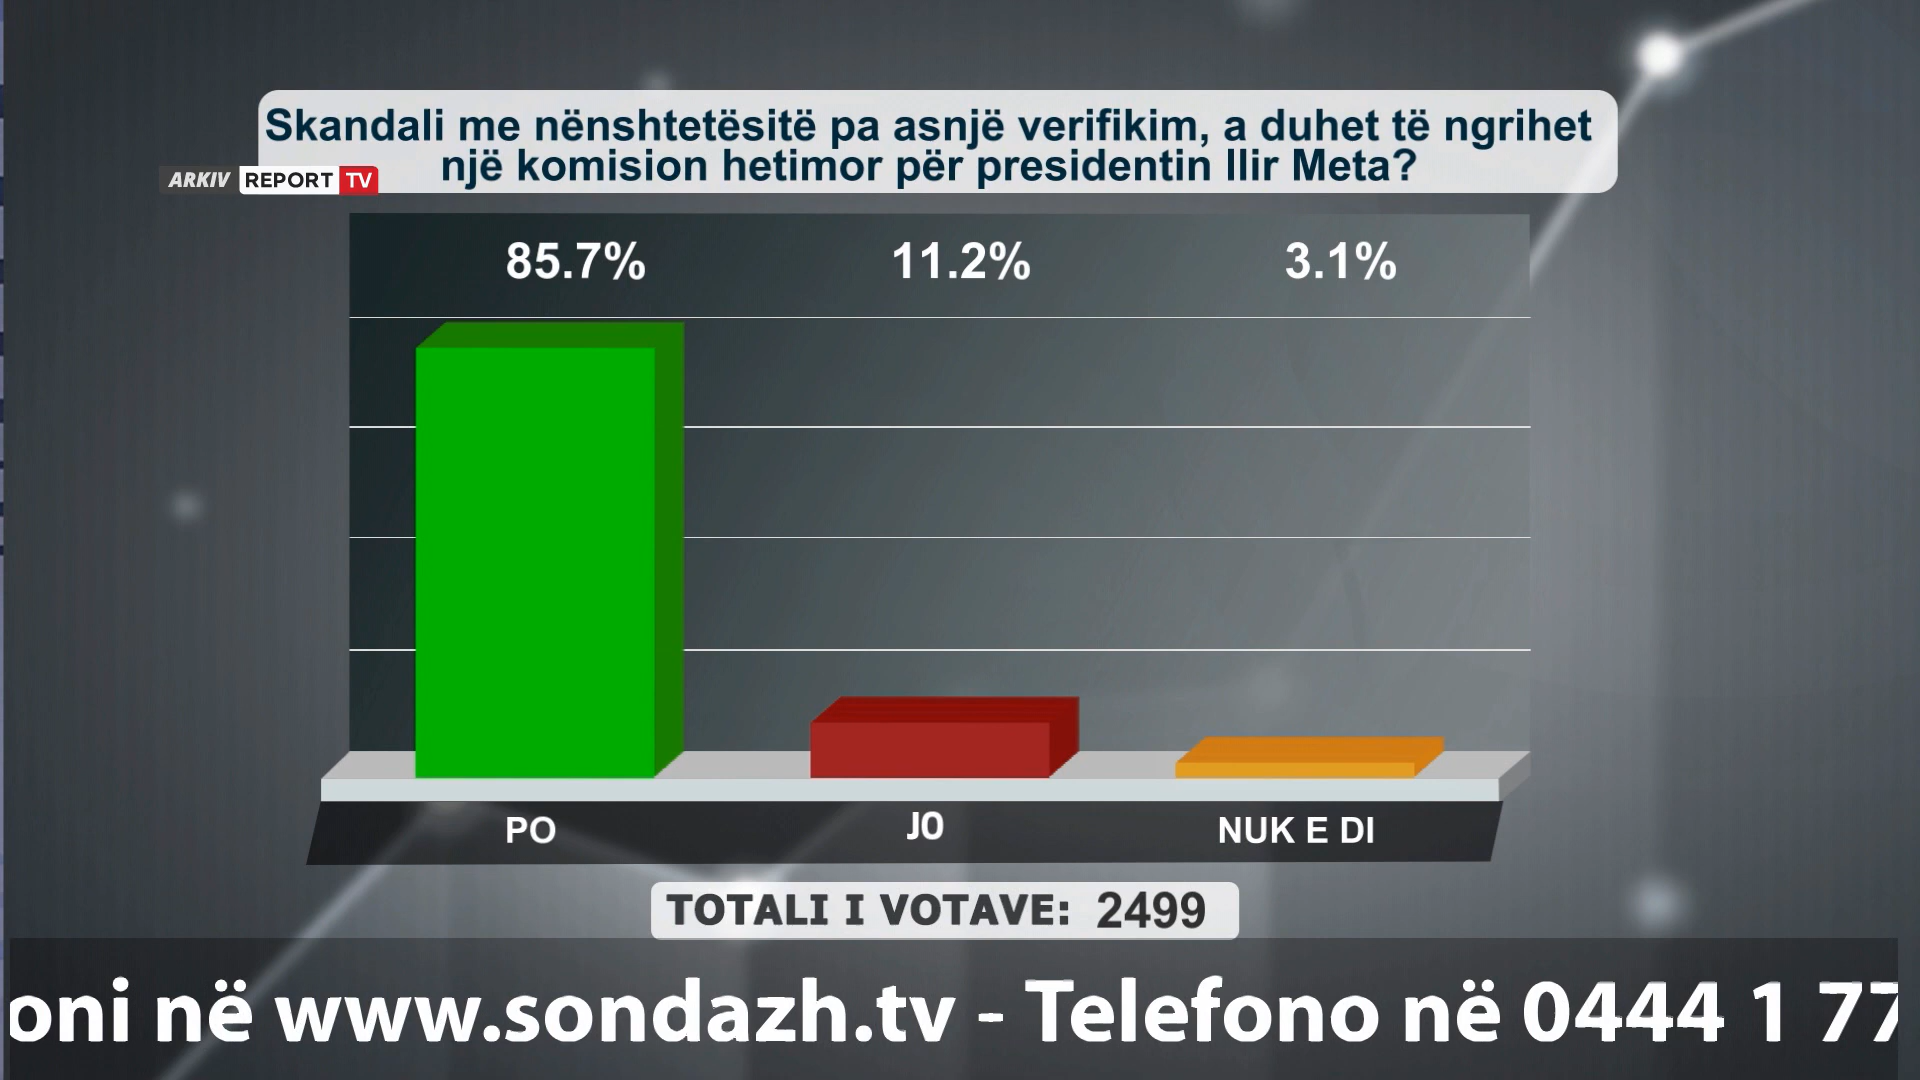 Skandali me nënshtetësitë pa asnjë verifikim, a duhet të ngrihet
një komision hetimor për presidentin Ilir Meta?
ARKIV REPORT TV
85.7% 11.2% 3.1%
PO JO NUK E DI
TOTALI I VOTAVE: 2499
oni në www.sondazh.tv - Telefono në 0444 1 77